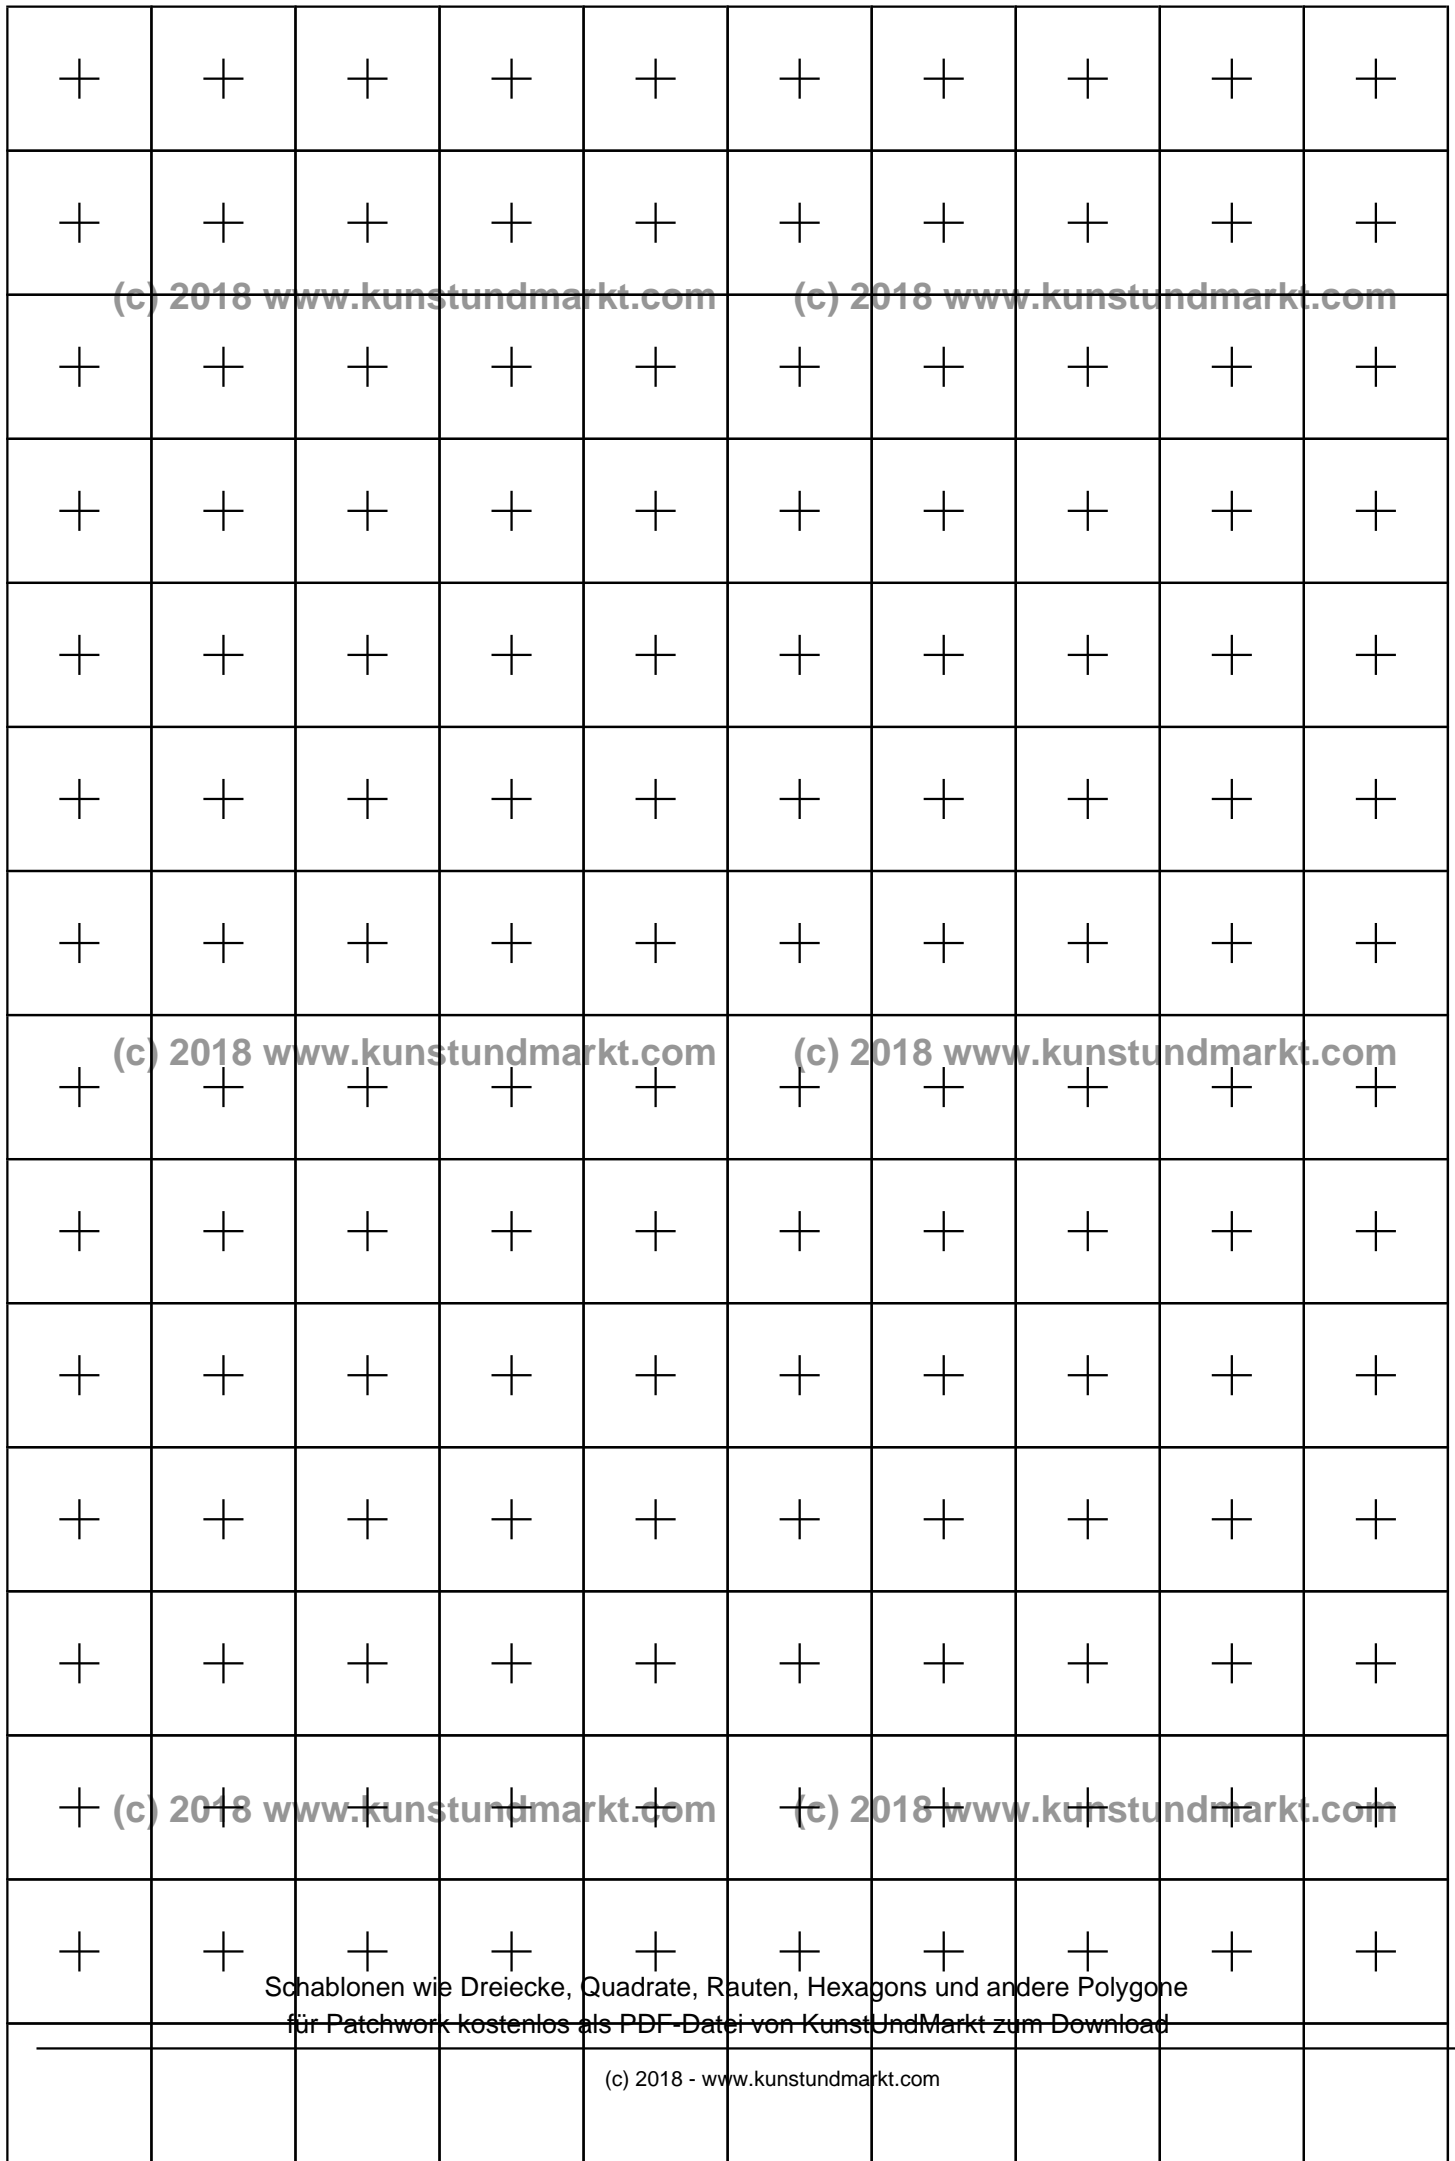 (c) 2018 www.kunstundmarkt.com (c) 2018 www.kunstundmarkt.com
(c) 2018 www.kunstundmarkt.com (c) 2018 www.kunstundmarkt.com
(c) 2018 www.kunstundmarkt.com (c) 2018 www.kunstundmarkt.com
Schablonen wie Dreiecke, Quadrate, Rauten, Hexagons und andere Polygone
für Patchwork kostenlos als PDF-Datei von KunstUndMarkt zum Download
(c) 2018 - www.kunstundmarkt.com